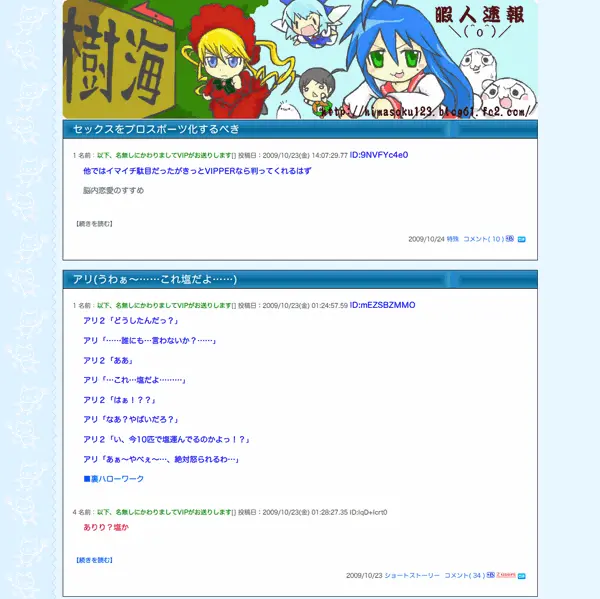 樹海
暇人速報
＼(^o^)／
http://himasoku123.blog61.fc2.com/
セックスをプロスポーツ化するべき
1 名前：以下、名無しにかわりましてVIPがお送りします[] 投稿日：2009/10/23(金) 14:07:29.77 ID:9NVFYc4e0
他ではイマイチ駄目だったがきっとVIPPERなら判ってくれるはず
脳内恋愛のすすめ
【続きを読む】
2009/10/24 特殊 コメント( 10 )
アリ(うわぁ～……これ塩だよ……)
1 名前：以下、名無しにかわりましてVIPがお送りします[] 投稿日：2009/10/23(金) 01:24:57.59 ID:mEZSBZMMO
アリ２「どうしたんだっ？」
アリ「……誰にも…言わないか？……」
アリ２「ああ」
アリ「…これ…塩だよ………」
アリ２「はぁ！？？」
アリ「なあ？やばいだろ？」
アリ２「い、今10匹で塩運んでるのかよっ！？」
アリ「あぁ～やべぇ～…、絶対怒られるわ…」
■裏ハローワーク
4 名前：以下、名無しにかわりましてVIPがお送りします[] 投稿日：2009/10/23(金) 01:28:27.35 ID:IqD+lcrt0
ありり？塩か
【続きを読む】
2009/10/23 ショートストーリー コメント( 34 )